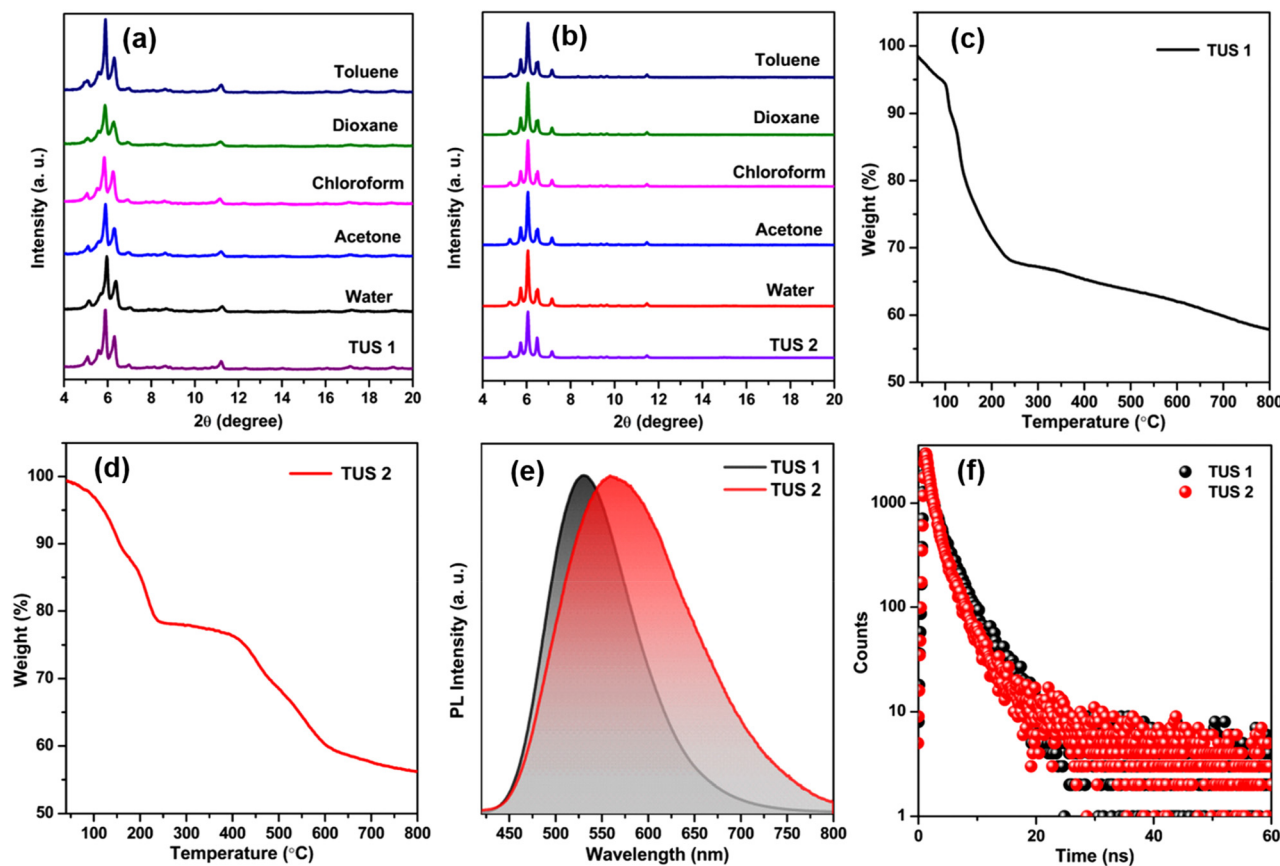 (a)
Toluene
Dioxane
Chloroform
Acetone
Water
TUS 1
Intensity (a. u.)
4 6 8 10 12 14 16 18 20
2θ (degree)
(b)
Toluene
Dioxane
Chloroform
Acetone
Water
TUS 2
Intensity (a. u.)
4 6 8 10 12 14 16 18 20
2θ (degree)
(c)
TUS 1
Weight (%)
100
90
80
70
60
50
100 200 300 400 500 600 700 800
Temperature (°C)
(d)
TUS 2
Weight (%)
100
90
80
70
60
50
100 200 300 400 500 600 700 800
Temperature (°C)
(e)
TUS 1
TUS 2
PL Intensity (a. u.)
450 500 550 600 650 700 750 800
Wavelength (nm)
(f)
TUS 1
TUS 2
Counts
1000
100
10
1
0 20 40 60
Time (ns)